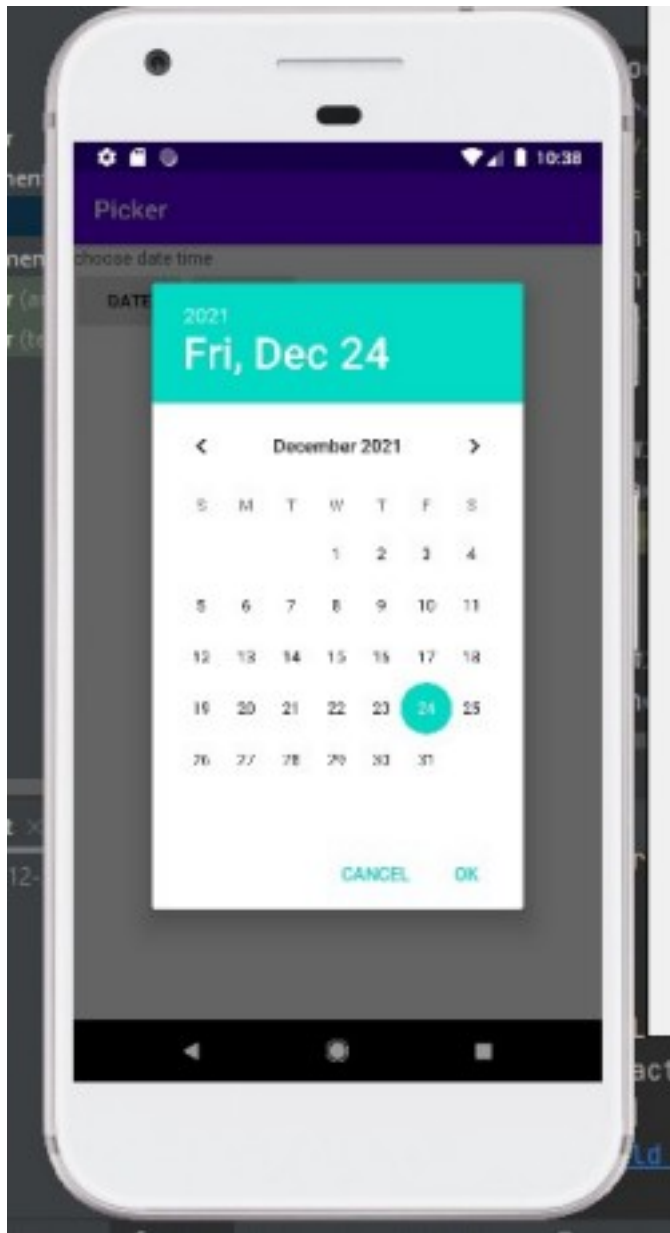 10:38
Picker
choose date time
DATE
2021
Fri, Dec 24
December 2021
S M T W T F S
1 2 3 4
5 6 7 8 9 10 11
12 13 14 15 16 17 18
19 20 21 22 23 24 25
26 27 28 29 30 31
CANCEL OK
12-
act